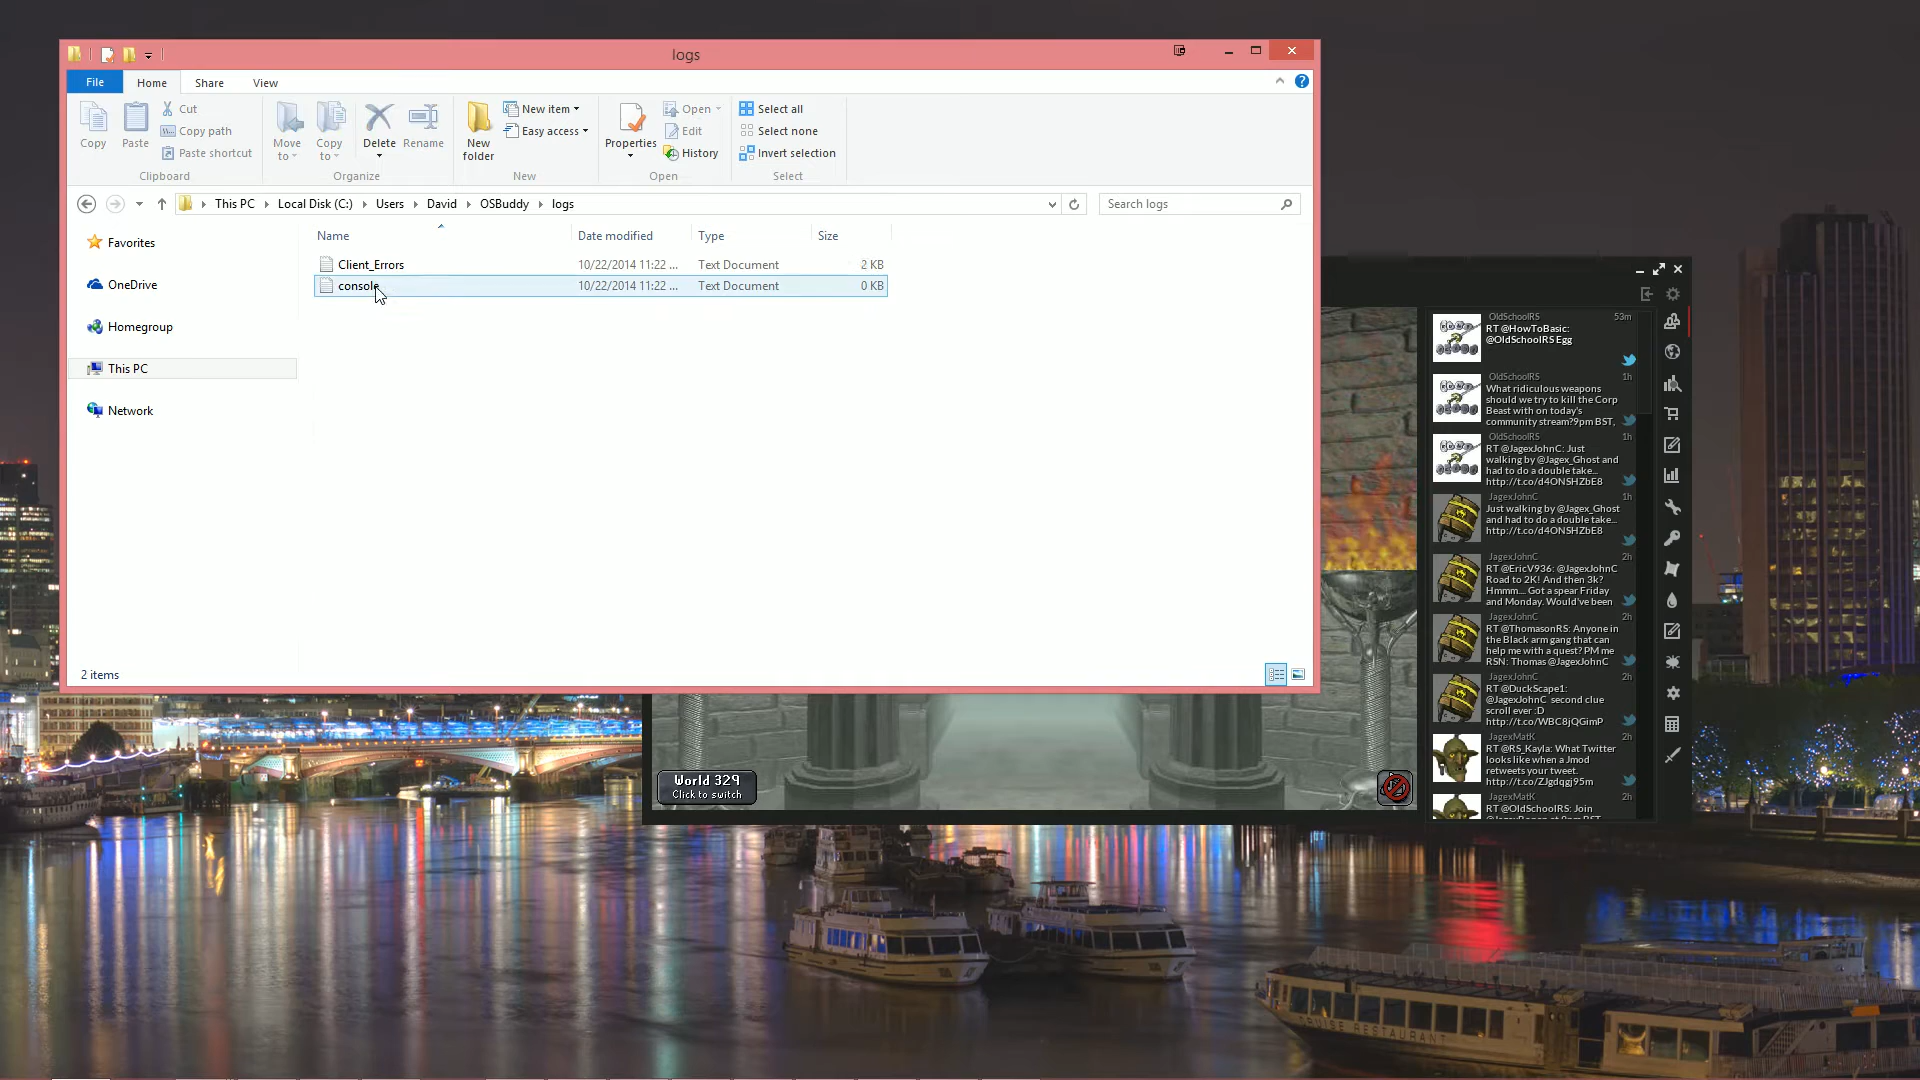 logs
File Home Share View
Copy
Paste
Cut
Copy path
Paste shortcut
Clipboard
Move to
Copy to
Delete
Rename
Organize
New folder
New item
Easy access
New
Properties
Open
Edit
History
Open
Select all
Select none
Invert selection
Select
This PC Local Disk (C:) Users David OSBuddy logs
Search logs
Favorites
OneDrive
Homegroup
This PC
Network
Name Date modified Type Size
Client_Errors 10/22/2014 11:22 ... Text Document 2 KB
console 10/22/2014 11:22 ... Text Document 0 KB
2 items
World 329
Click to switch
OldSchoolRS 53m
RT @HowToBasic:
@OldSchoolRS Egg
OldSchoolRS 1h
What ridiculous weapons
should we try to kill the Corp
Beast with on today's
community stream?9pm BST,
OldSchoolRS 1h
RT @JagexJohnC: Just
walking by @Jagex_Ghost and
had to do a double take...
http://t.co/d4ONSHZbE8
JagexJohnC 1h
Just walking by @Jagex_Ghost
and had to do a double take...
http://t.co/d4ONSHZbE8
JagexJohnC 2h
RT @EricV936: @JagexJohnC
Road to 2K! And then 3k?
Hmmm... Got a spear Friday
and Monday. Would've been
JagexJohnC 2h
RT @ThomasonRS: Anyone in
the Black arm gang that can
help me with a quest? PM me
RSN: Thomas @JagexJohnC
JagexJohnC 2h
RT @DuckScape1:
@JagexJohnC second clue
scroll ever :D
http://t.co/WBC8jQGimP
JagexMatK 2h
RT @RS_Kayla: What Twitter
looks like when a Jmod
retweets your tweet.
http://t.co/ZJgdqgj95m
JagexMatK 2h
RT @OldSchoolRS: Join
CRUISE RESTAURANT